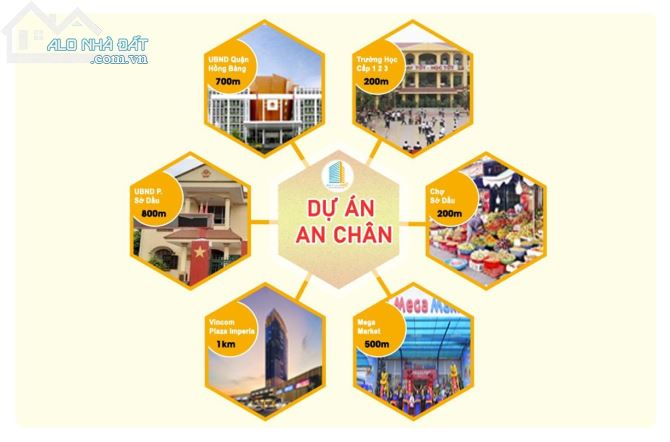 ALO NHÀ ĐẤT
.com.vn
UBND Quận
Hồng Bàng
700m
Trường Học
Cấp 1 2 3
200m
UBND P.
Sở Dầu
800m
DỰ ÁN
AN CHÂN
Chợ
Sở Dầu
200m
Vincom
Plaza Imperia
1km
Mega
Market
500m
MEGA Mar